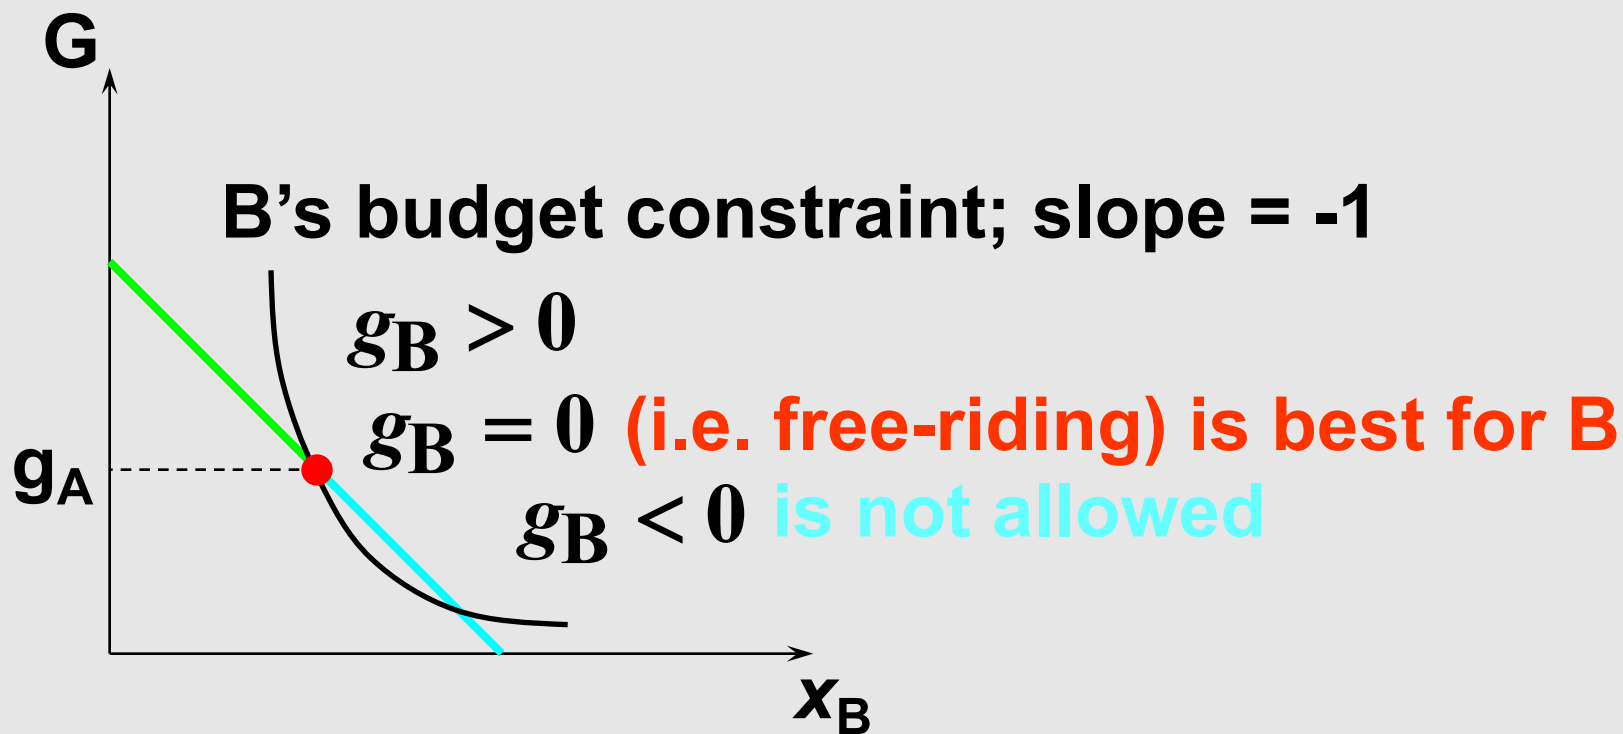 G
B’s budget constraint; slope = -1
gB > 0
gB = 0 (i.e. free-riding) is best for B
gA
gB < 0 is not allowed
xB